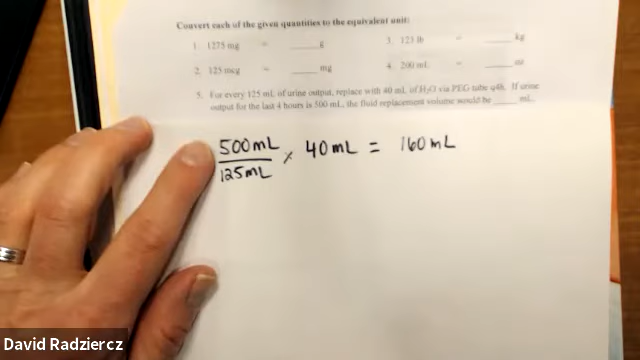 Convert each of the given quantities to the equivalent unit:
1. 1275 mg = _____ g
3. 121 lb = _____ kg
2. 125 mcg = _____ mg
4. 200 mL = _____ oz
5. For every 125 mL of urine output, replace with 40 mL of H₂O via PEG tube q4h. If urine
output for the last 4 hours is 500 mL, the fluid replacement volume would be _____ mL.
500mL
125mL × 40mL = 160mL
David Radziercz